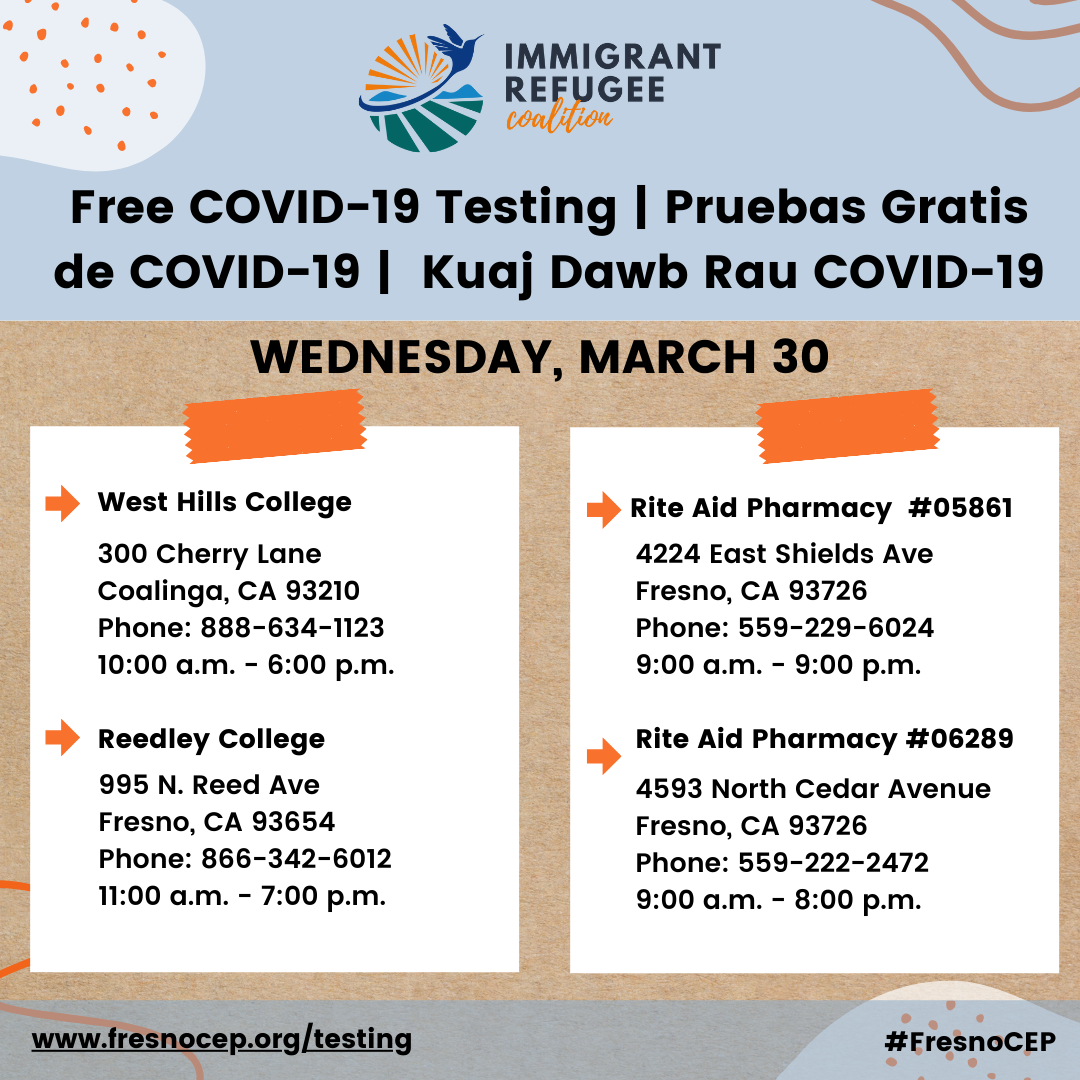 IMMIGRANT
REFUGEE
coalition
Free COVID-19 Testing | Pruebas Gratis
de COVID-19 | Kuaj Dawb Rau COVID-19
WEDNESDAY, MARCH 30
West Hills College
300 Cherry Lane
Coalinga, CA 93210
Phone: 888-634-1123
10:00 a.m. - 6:00 p.m.
Reedley College
995 N. Reed Ave
Fresno, CA 93654
Phone: 866-342-6012
11:00 a.m. - 7:00 p.m.
Rite Aid Pharmacy #05861
4224 East Shields Ave
Fresno, CA 93726
Phone: 559-229-6024
9:00 a.m. - 9:00 p.m.
Rite Aid Pharmacy #06289
4593 North Cedar Avenue
Fresno, CA 93726
Phone: 559-222-2472
9:00 a.m. - 8:00 p.m.
www.fresnocep.org/testing
#FresnoCEP